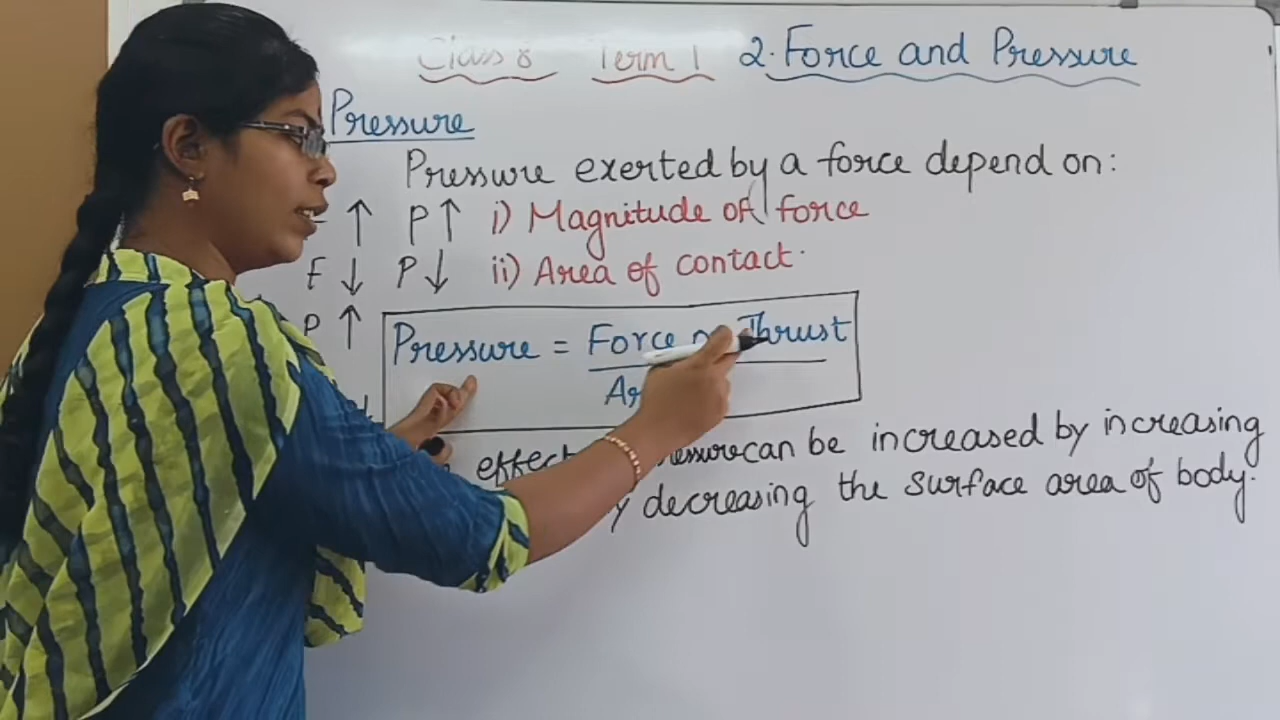 Class 8 Term 1 2. Force and Pressure
Pressure
Pressure exerted by a force depend on:
↑ P↑ i) Magnitude of force
F↓ P↓ ii) Area of contact.
P ↑
Pressure = Force Thrust
effect can be increased by increasing
decreasing the surface area of body.